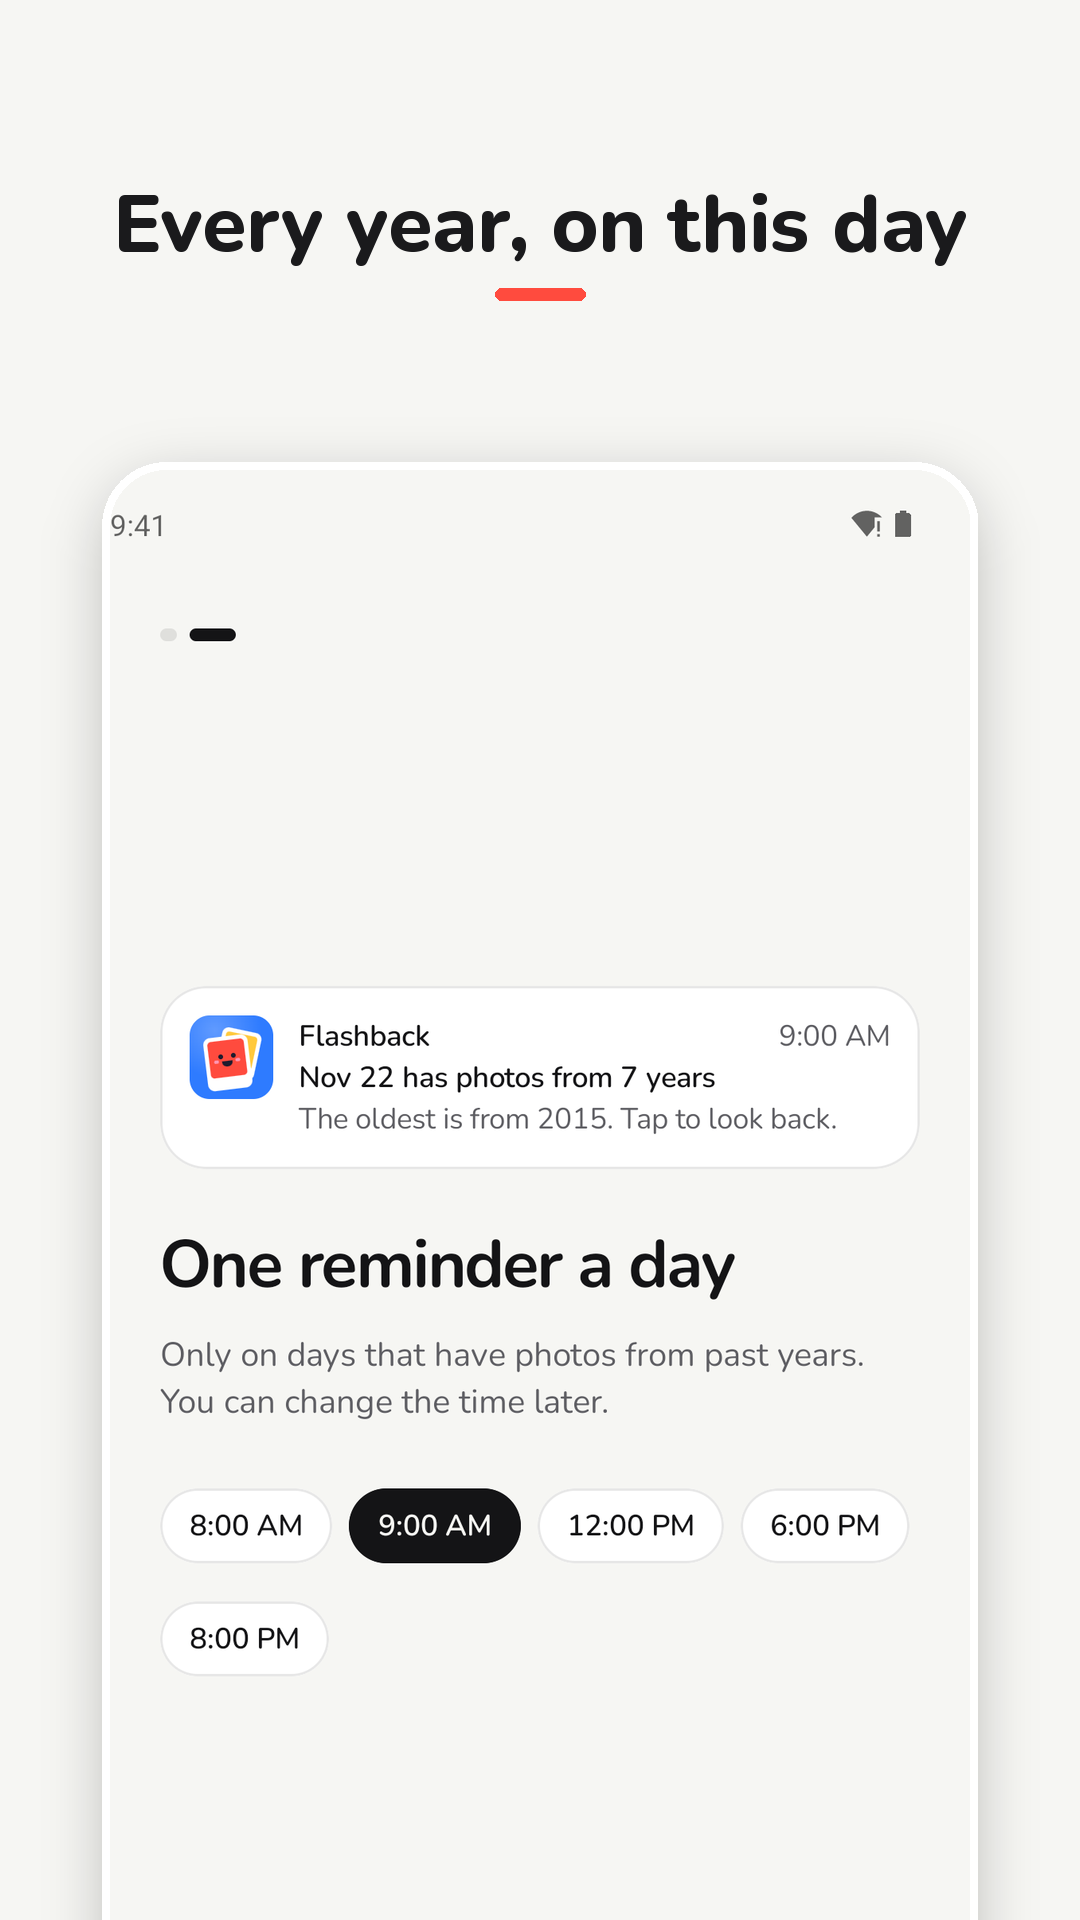 Every year, on this day
9:41
Flashback 9:00 AM
Nov 22 has photos from 7 years
The oldest is from 2015. Tap to look back.
One reminder a day
Only on days that have photos from past years.
You can change the time later.
8:00 AM 9:00 AM 12:00 PM 6:00 PM
8:00 PM